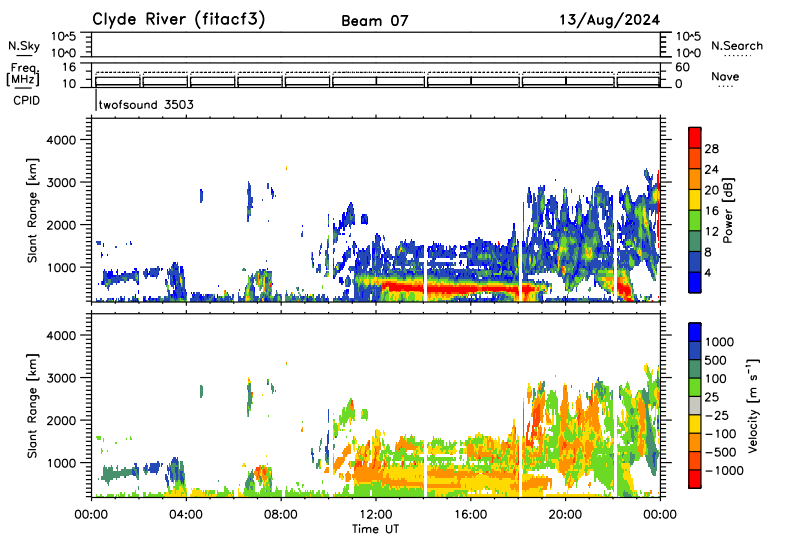 Clyde River (fitacf3) Beam 07 13/Aug/2024
N.Sky 10^5 10^5 N.Search
10^0 10^0
Freq. 16 60
[MHz] 10 0 Nave
CPID
twofsound 3503
Slant Range [km]
4000
3000
2000
1000
28
24
20
16
12
8
4
Power [dB]
Slant Range [km]
4000
3000
2000
1000
1000
500
100
25
-25
-100
-500
-1000
Velocity [m s⁻¹]
00:00 04:00 08:00 12:00 16:00 20:00 00:00
Time UT